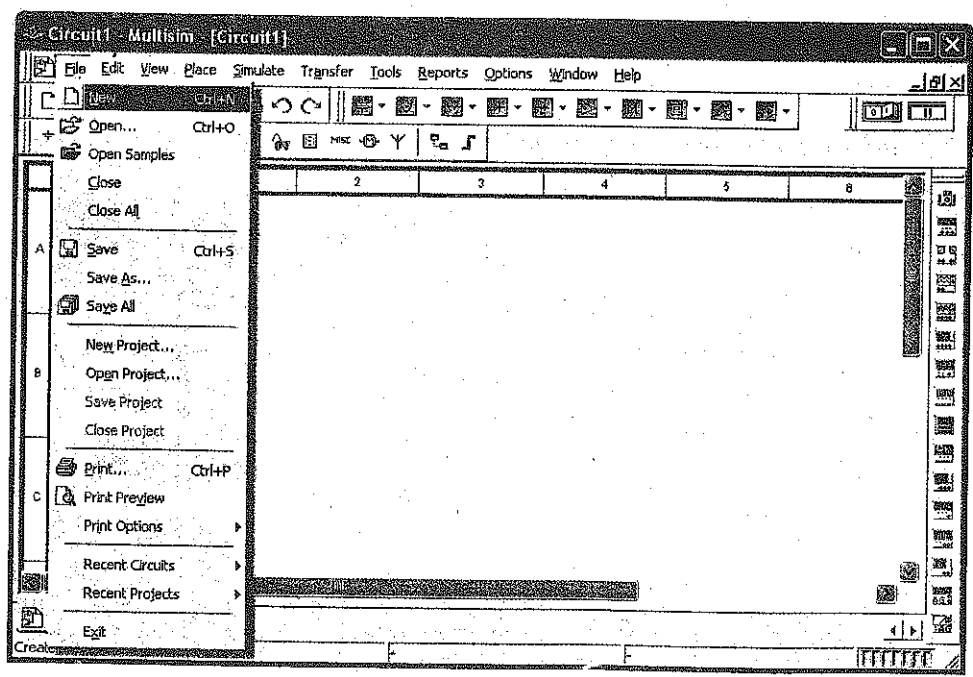 Circuit1 - Multisim - [Circuit1]
File Edit View Place Simulate Transfer Tools Reports Options Window Help
New Ctrl+N
Open... Ctrl+O
MISC
Open Samples
Close
2 3 4 5 6
Close All
A
Save Ctrl+S
Save As...
Save All
New Project...
B
Open Project...
Save Project
Close Project
Print... Ctrl+P
C
Print Preview
Print Options
Recent Circuits
Recent Projects
Exit
Create